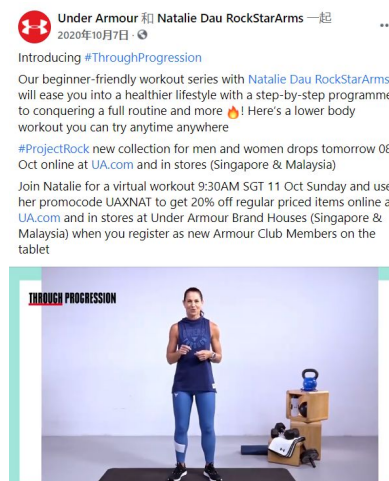 Under Armour 和 Natalie Dau RockStarArms 一起
2020年10月7日 ·
Introducing #ThroughProgression
Our beginner-friendly workout series with Natalie Dau RockStarArms
will ease you into a healthier lifestyle with a step-by-step programme
to conquering a full routine and more 🔥! Here's a lower body
workout you can try anytime anywhere
#ProjectRock new collection for men and women drops tomorrow 08
Oct online at UA.com and in stores (Singapore & Malaysia)
Join Natalie for a virtual workout 9:30AM SGT 11 Oct Sunday and use
her promocode UAXNAT to get 20% off regular priced items online a
UA.com and in stores at Under Armour Brand Houses (Singapore &
Malaysia) when you register as new Armour Club Members on the
tablet
THROUGH PROGRESSION